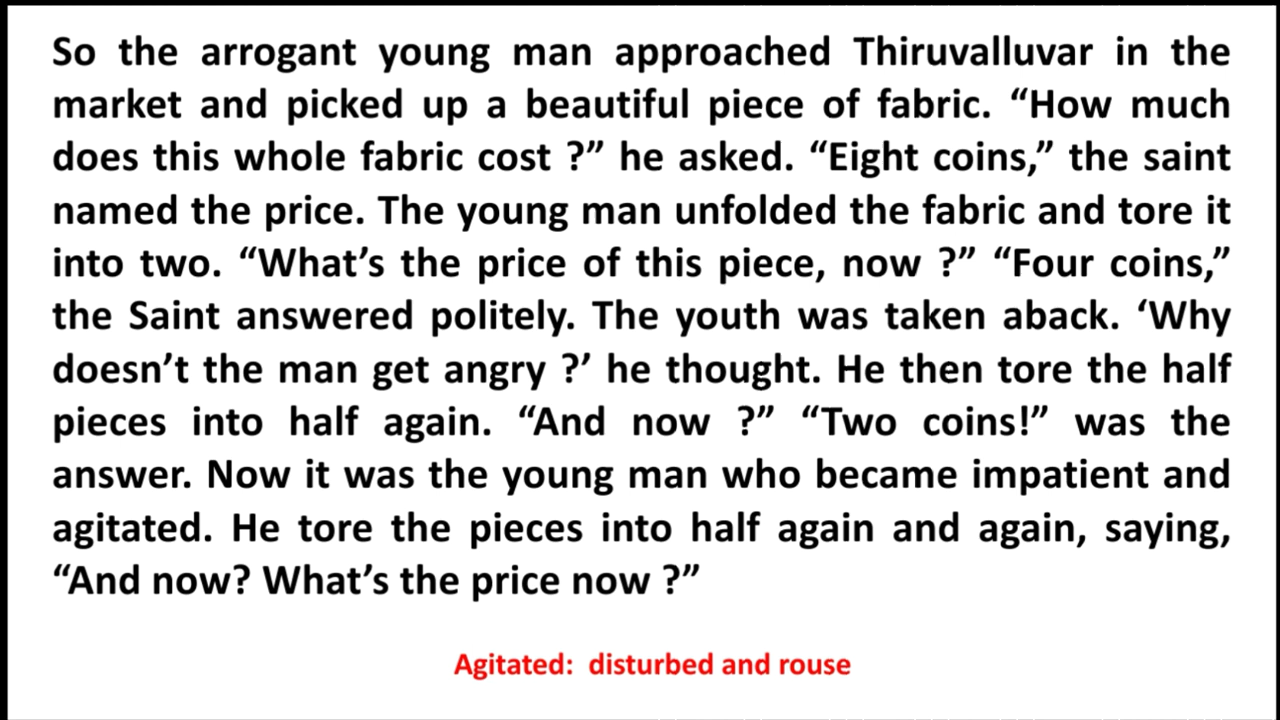 So the arrogant young man approached Thiruvalluvar in the
market and picked up a beautiful piece of fabric. “How much
does this whole fabric cost ?” he asked. “Eight coins,” the saint
named the price. The young man unfolded the fabric and tore it
into two. “What’s the price of this piece, now ?” “Four coins,”
the Saint answered politely. The youth was taken aback. ‘Why
doesn’t the man get angry ?’ he thought. He then tore the half
pieces into half again. “And now ?” “Two coins!” was the
answer. Now it was the young man who became impatient and
agitated. He tore the pieces into half again and again, saying,
“And now? What’s the price now ?”
Agitated: disturbed and rouse